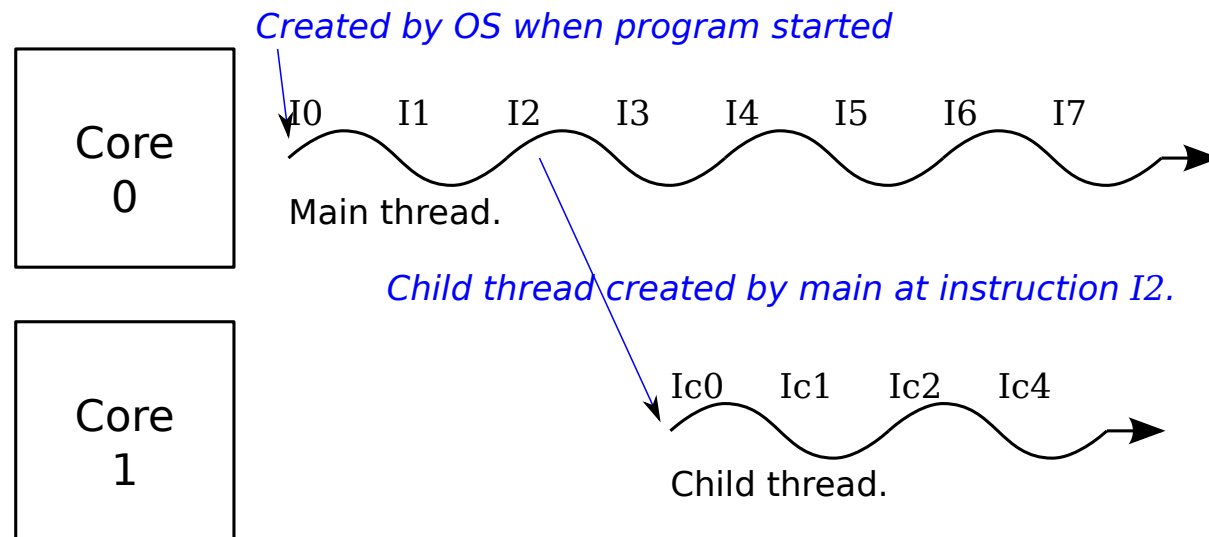 Created by OS when program started
Core
0
I0 I1 I2 I3 I4 I5 I6 I7
Main thread.
Child thread created by main at instruction I2.
Core
1
Ic0 Ic1 Ic2 Ic4
Child thread.